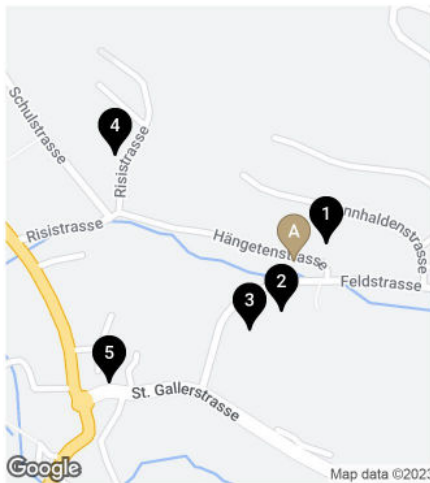 Schulstrasse
4
Risistrasse
1
nnhaldenstrasse
Risistrasse
A
Hängetenstrasse
2
Feldstrasse
3
5
St. Gallerstrasse
Google
Map data ©2023